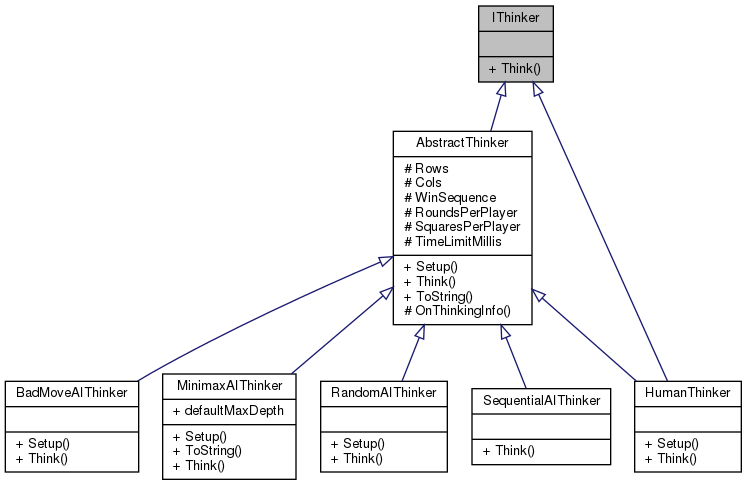 IThinker
+ Think()
AbstractThinker
# Rows
# Cols
# WinSequence
# RoundsPerPlayer
# SquaresPerPlayer
# TimeLimitMillis
+ Setup()
+ Think()
+ ToString()
# OnThinkingInfo()
BadMoveAIThinker
+ Setup()
+ Think()
MinimaxAIThinker
+ defaultMaxDepth
+ Setup()
+ ToString()
+ Think()
RandomAIThinker
+ Setup()
+ Think()
SequentialAIThinker
+ Think()
HumanThinker
+ Setup()
+ Think()